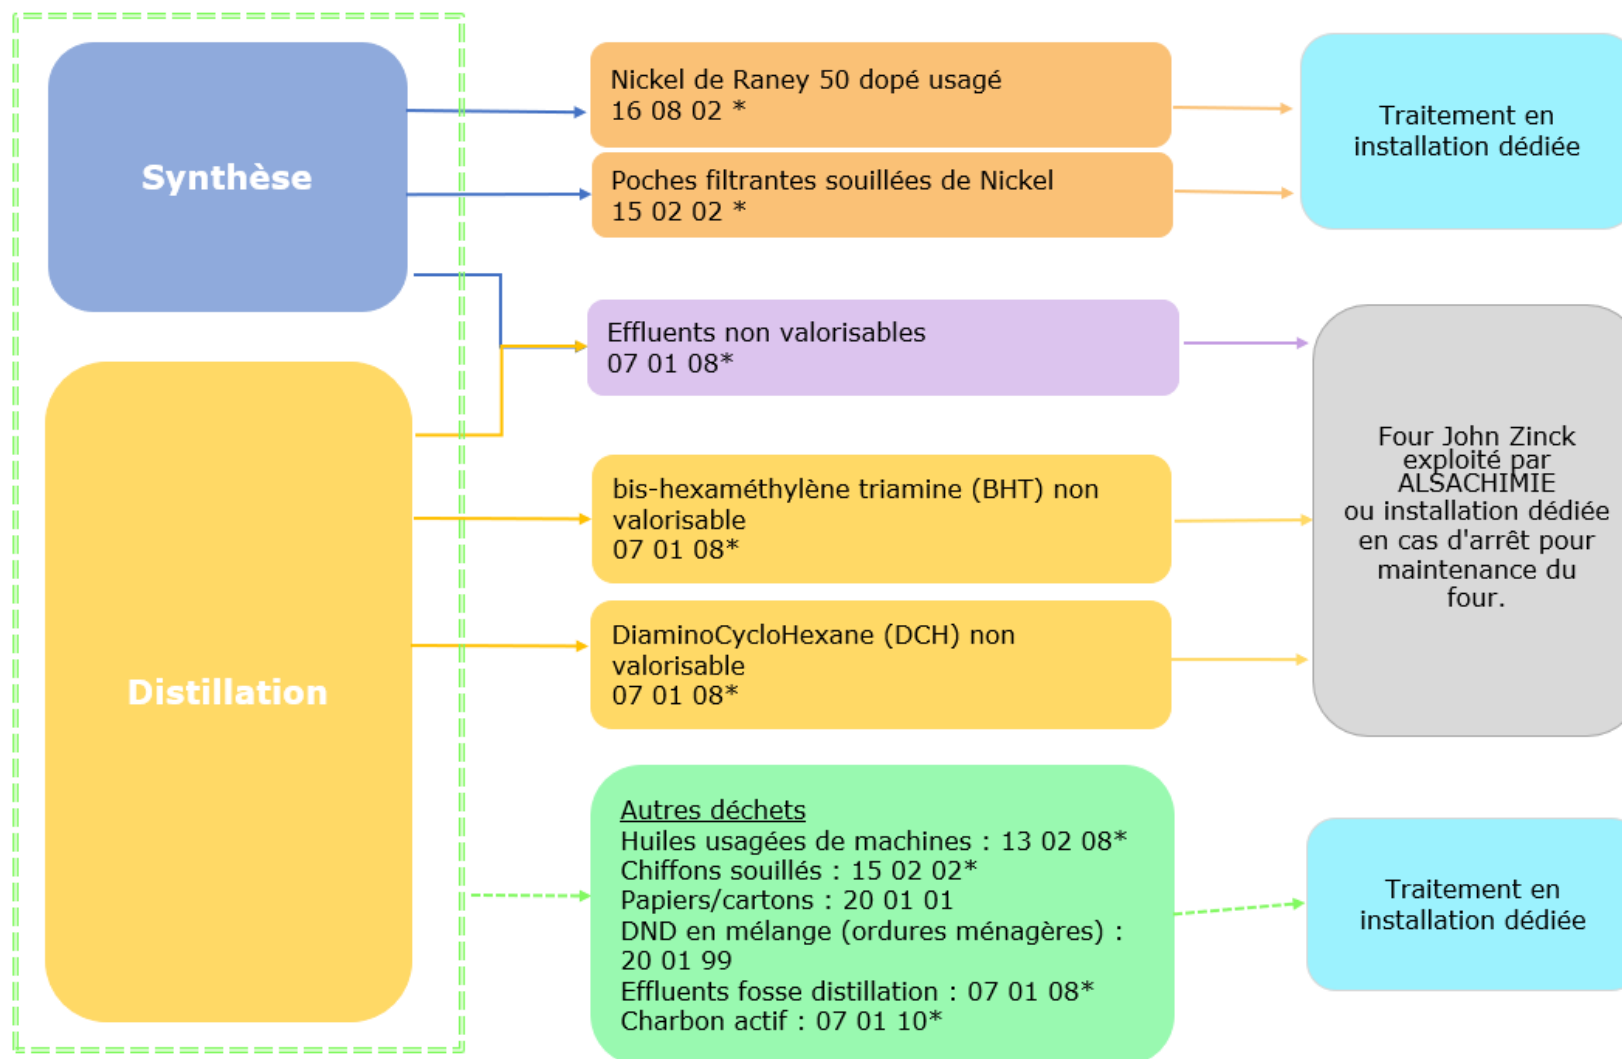 Synthèse
Distillation
Nickel de Raney 50 dopé usagé
16 08 02 *
Poches filtrantes souillées de Nickel
15 02 02 *
Effluents non valorisables
07 01 08*
bis-hexaméthylène triamine (BHT) non
valorisable
07 01 08*
DiaminoCycloHexane (DCH) non
valorisable
07 01 08*
Autres déchets
Huiles usagées de machines : 13 02 08*
Chiffons souillés : 15 02 02*
Papiers/cartons : 20 01 01
DND en mélange (ordures ménagères) :
20 01 99
Effluents fosse distillation : 07 01 08*
Charbon actif : 07 01 10*
Traitement en
installation dédiée
Four John Zinck
exploité par
ALSACHIMIE
ou installation dédiée
en cas d'arrêt pour
maintenance du
four.
Traitement en
installation dédiée